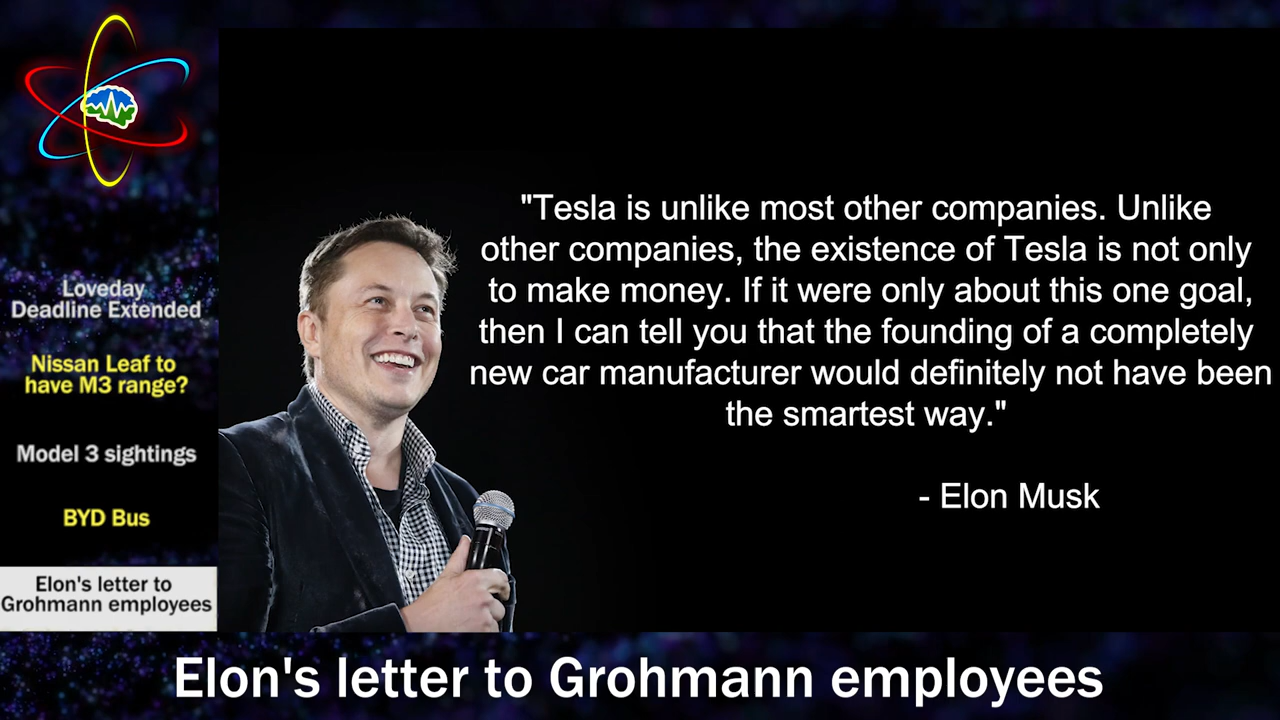 Loveday
Deadline Extended
Nissan Leaf to
have M3 range?
Model 3 sightings
BYD Bus
Elon's letter to
Grohmann employees
"Tesla is unlike most other companies. Unlike
other companies, the existence of Tesla is not only
to make money. If it were only about this one goal,
then I can tell you that the founding of a completely
new car manufacturer would definitely not have been
the smartest way."
- Elon Musk
Elon's letter to Grohmann employees